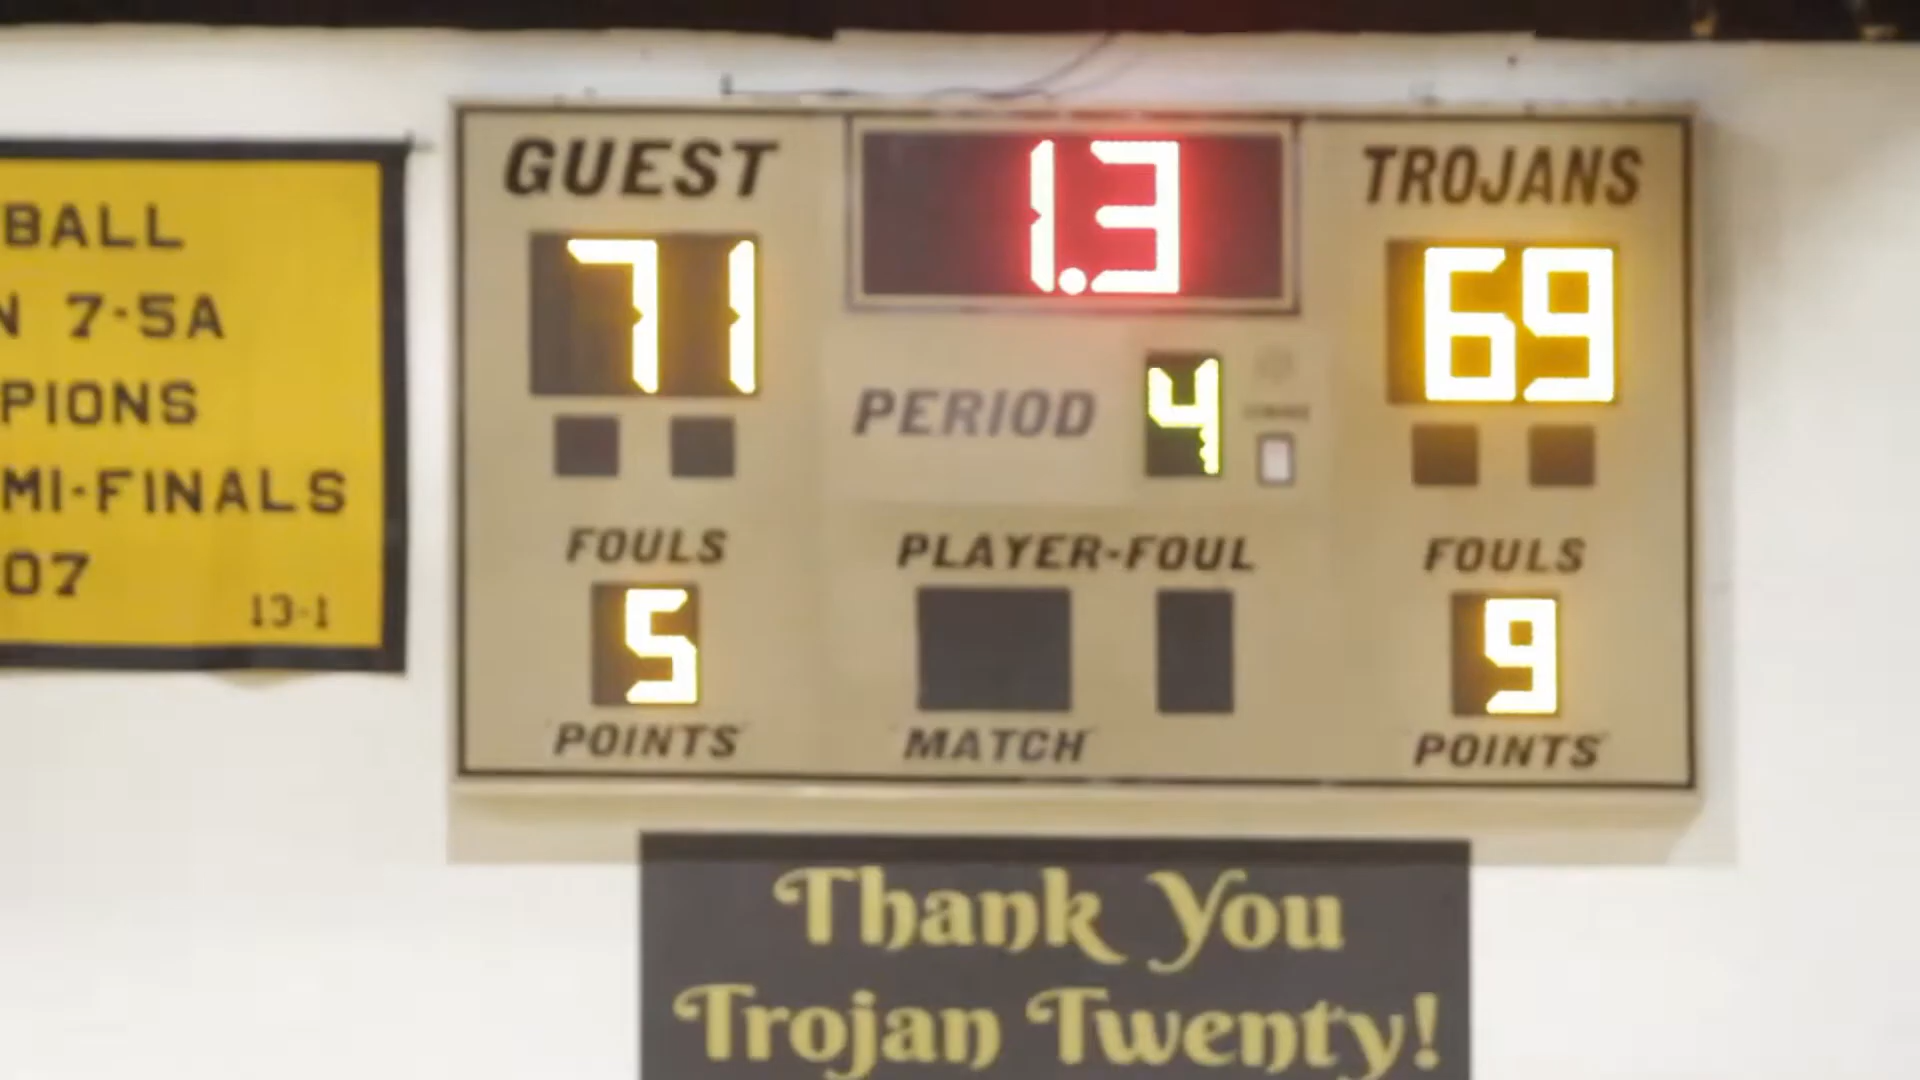 BALL
N 7-5A
PIONS
MI-FINALS
07
13-1
GUEST
1.3
TROJANS
71
69
PERIOD 4
FOULS
PLAYER-FOUL
FOULS
5
9
POINTS
MATCH
POINTS
Thank You
Trojan Twenty!